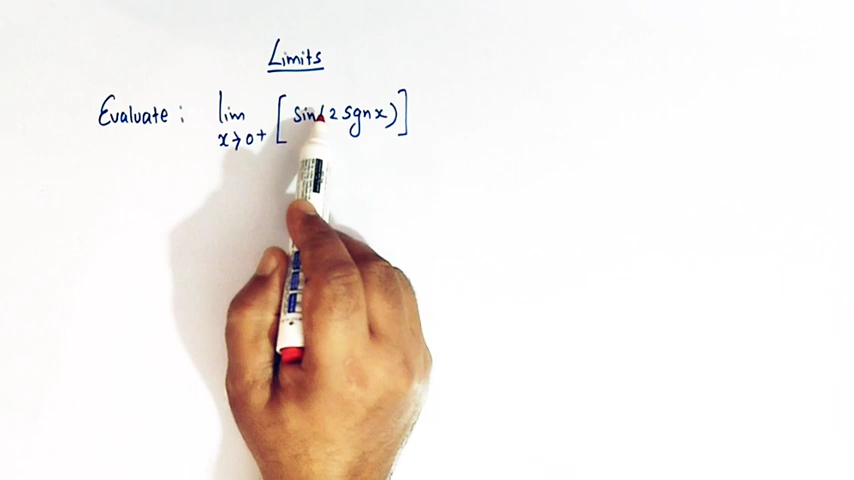 Limits
Evaluate : lim [ sin(2 sgn x) ]
x→0+